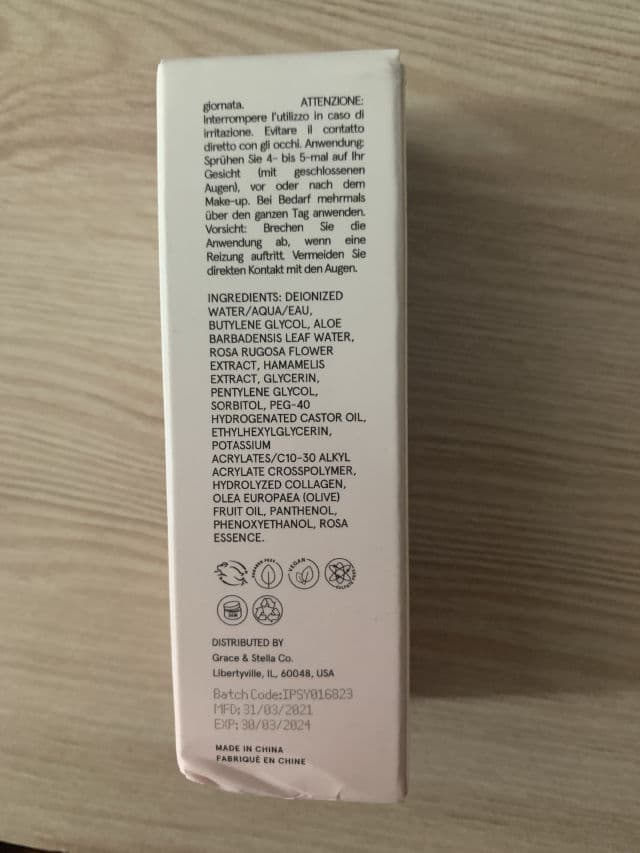 giornata. ATTENZIONE:
Interrompere l'utilizzo in caso di
irritazione. Evitare il contatto
diretto con gli occhi. Anwendung:
Sprühen Sie 4- bis 5-mal auf Ihr
Gesicht (mit geschlossenen
Augen), vor oder nach dem
Make-up. Bei Bedarf mehrmals
über den ganzen Tag anwenden.
Vorsicht: Brechen Sie die
Anwendung ab, wenn eine
Reizung auftritt. Vermeiden Sie
direkten Kontakt mit den Augen.
INGREDIENTS: DEIONIZED
WATER/AQUA/EAU,
BUTYLENE GLYCOL, ALOE
BARBADENSIS LEAF WATER,
ROSA RUGOSA FLOWER
EXTRACT, HAMAMELIS
EXTRACT, GLYCERIN,
PENTYLENE GLYCOL,
SORBITOL, PEG-40
HYDROGENATED CASTOR OIL,
ETHYLHEXYLGLYCERIN,
POTASSIUM
ACRYLATES/C10-30 ALKYL
ACRYLATE CROSSPOLYMER,
HYDROLYZED COLLAGEN,
OLEA EUROPAEA (OLIVE)
FRUIT OIL, PANTHENOL,
PHENOXYETHANOL, ROSA
ESSENCE.
PARABEN FREE
VEGAN
SULFATE FREE
DISTRIBUTED BY
Grace & Stella Co.
Libertyville, IL, 60048, USA
Batch Code:IPSY016823
MFD: 31/03/2021
EXP: 30/03/2024
MADE IN CHINA
FABRIQUÉ EN CHINE